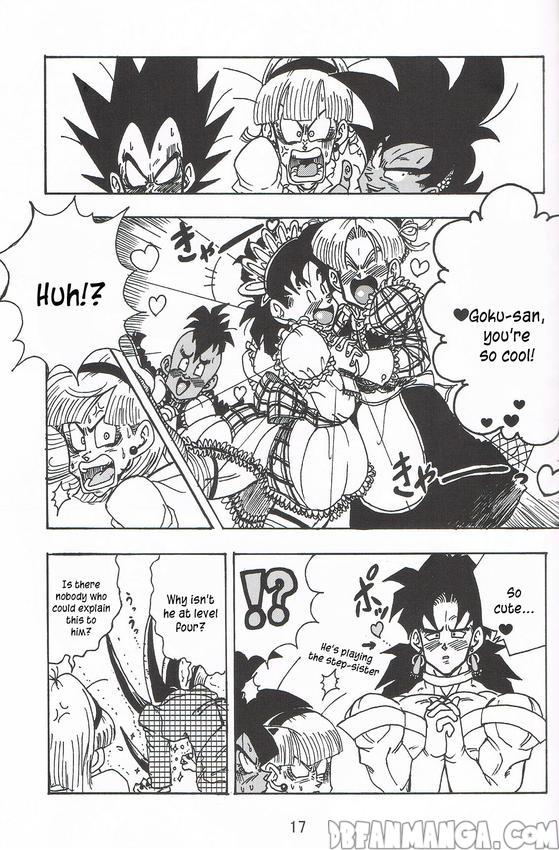 きゃー
Huh!?
♥Goku-san,
you're
so cool!
きゃ
So
cute...
ポッ
!?
He's playing
the step-sister
Why isn't
he at level
four?
Is there
nobody who
could explain
this to
him?
17
DBFANMANGA.COM